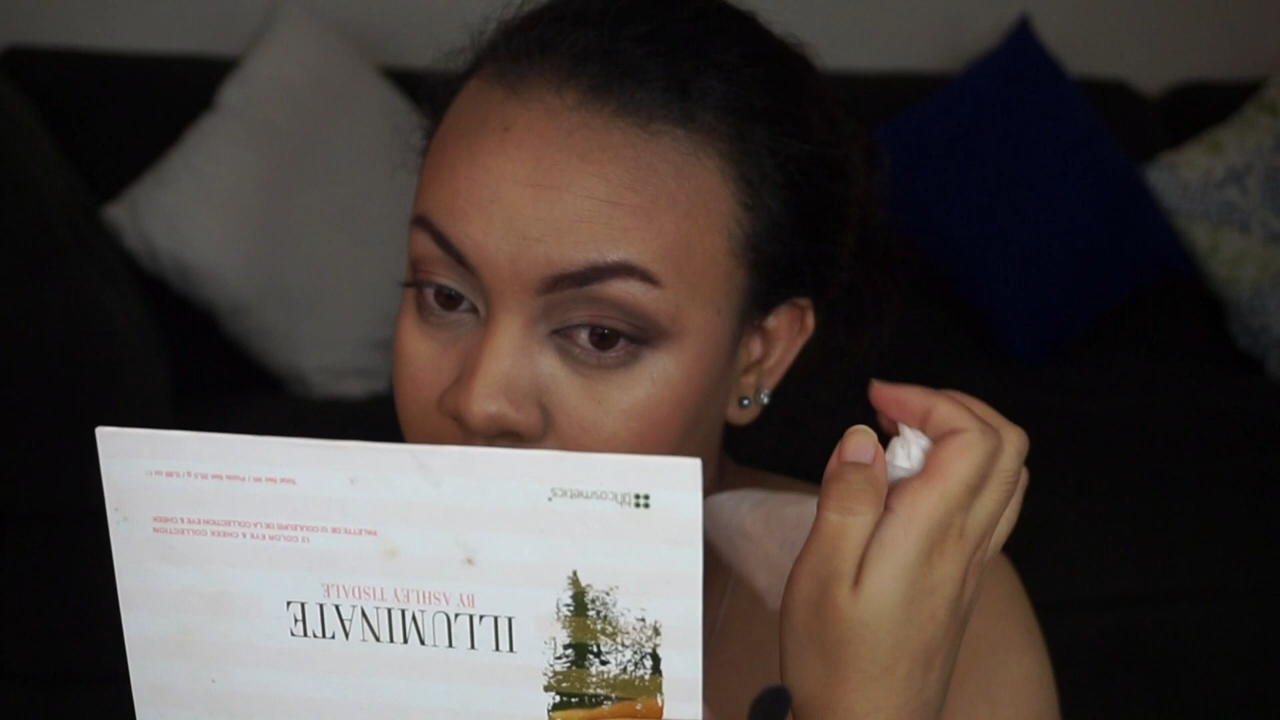 ILLUMINATE
BY ASHLEY TISDALE
12 COLOR EYE & CHEEK COLLECTION
PALETTE DE 12 COULEURS DE LA COLLECTION EYE & CHEEK
bhcosmetics®